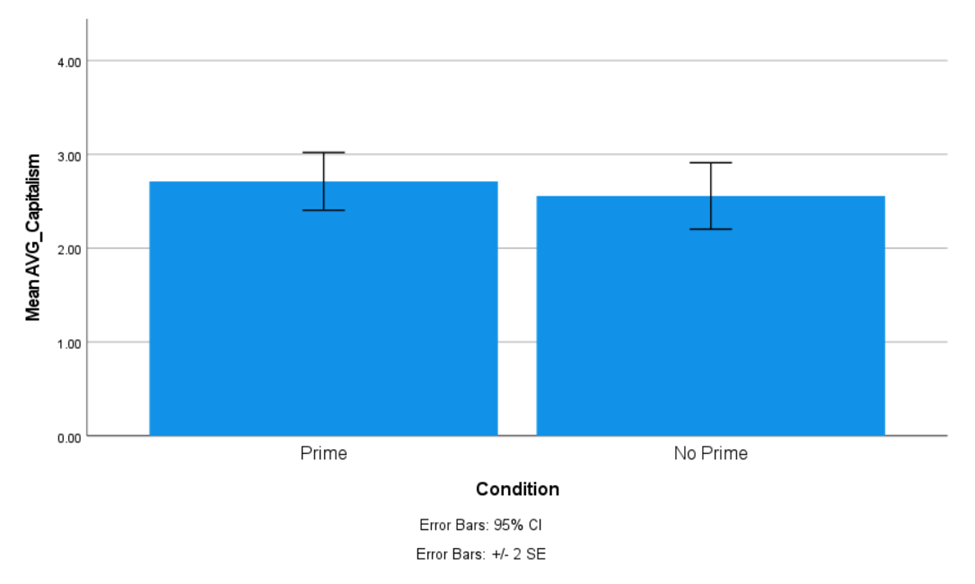 4.00
3.00
2.00
1.00
0.00
Mean AVG_Capitalism
Prime
No Prime
Condition
Error Bars: 95% CI
Error Bars: +/- 2 SE